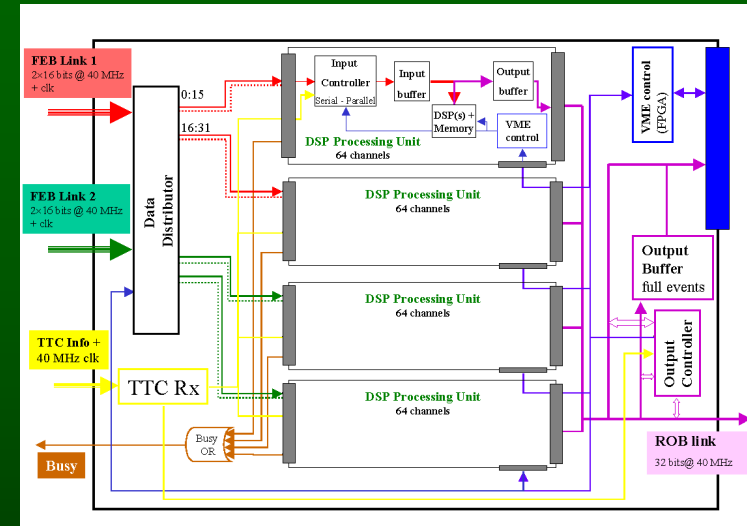 FEB Link 1
2×16 bits@ 40 MHz
+ clk
0:15
16:31
FEB Link 2
2×16 bits @ 40 MHz
+ clk
Data
Distributor
TTC Info +
40 MHz clk
TTC Rx
Busy
OR
Busy
Input
Controller
Serial - Parallel
Input
buffer
Output
buffer
DSP(s) +
Memory
VME
control
DSP Processing Unit
64 channels
DSP Processing Unit
64 channels
DSP Processing Unit
64 channels
DSP Processing Unit
64 channels
VME control
(FPGA)
Output
Buffer
full events
Output
Controller
ROB link
32 bits@ 40 MHz